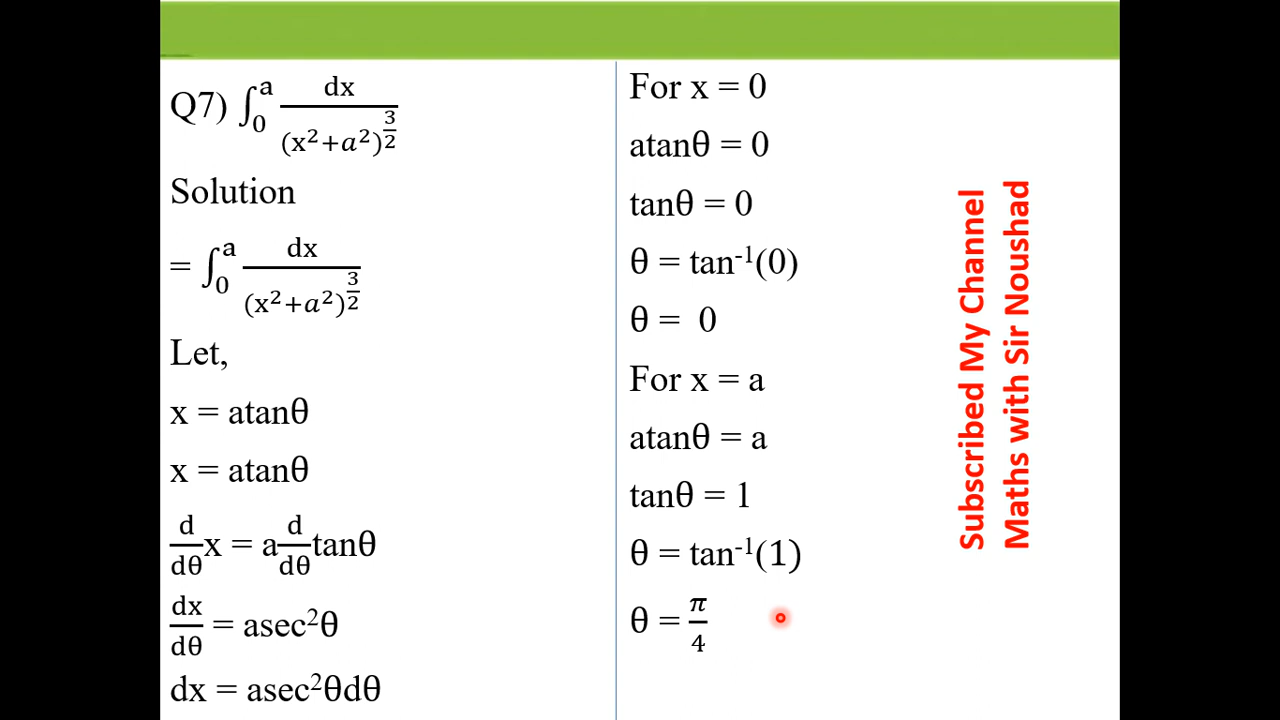 Q7) ∫₀ᵃ dx/(x²+a²)^(3/2)
Solution
= ∫₀ᵃ dx/(x²+a²)^(3/2)
Let,
x = atanθ
x = atanθ
d/dθ x = a d/dθ tanθ
dx/dθ = asec²θ
dx = asec²θdθ
For x = 0
atanθ = 0
tanθ = 0
θ = tan⁻¹(0)
θ = 0
For x = a
atanθ = a
tanθ = 1
θ = tan⁻¹(1)
θ = π/4
Subscribed My Channel
Maths with Sir Noushad